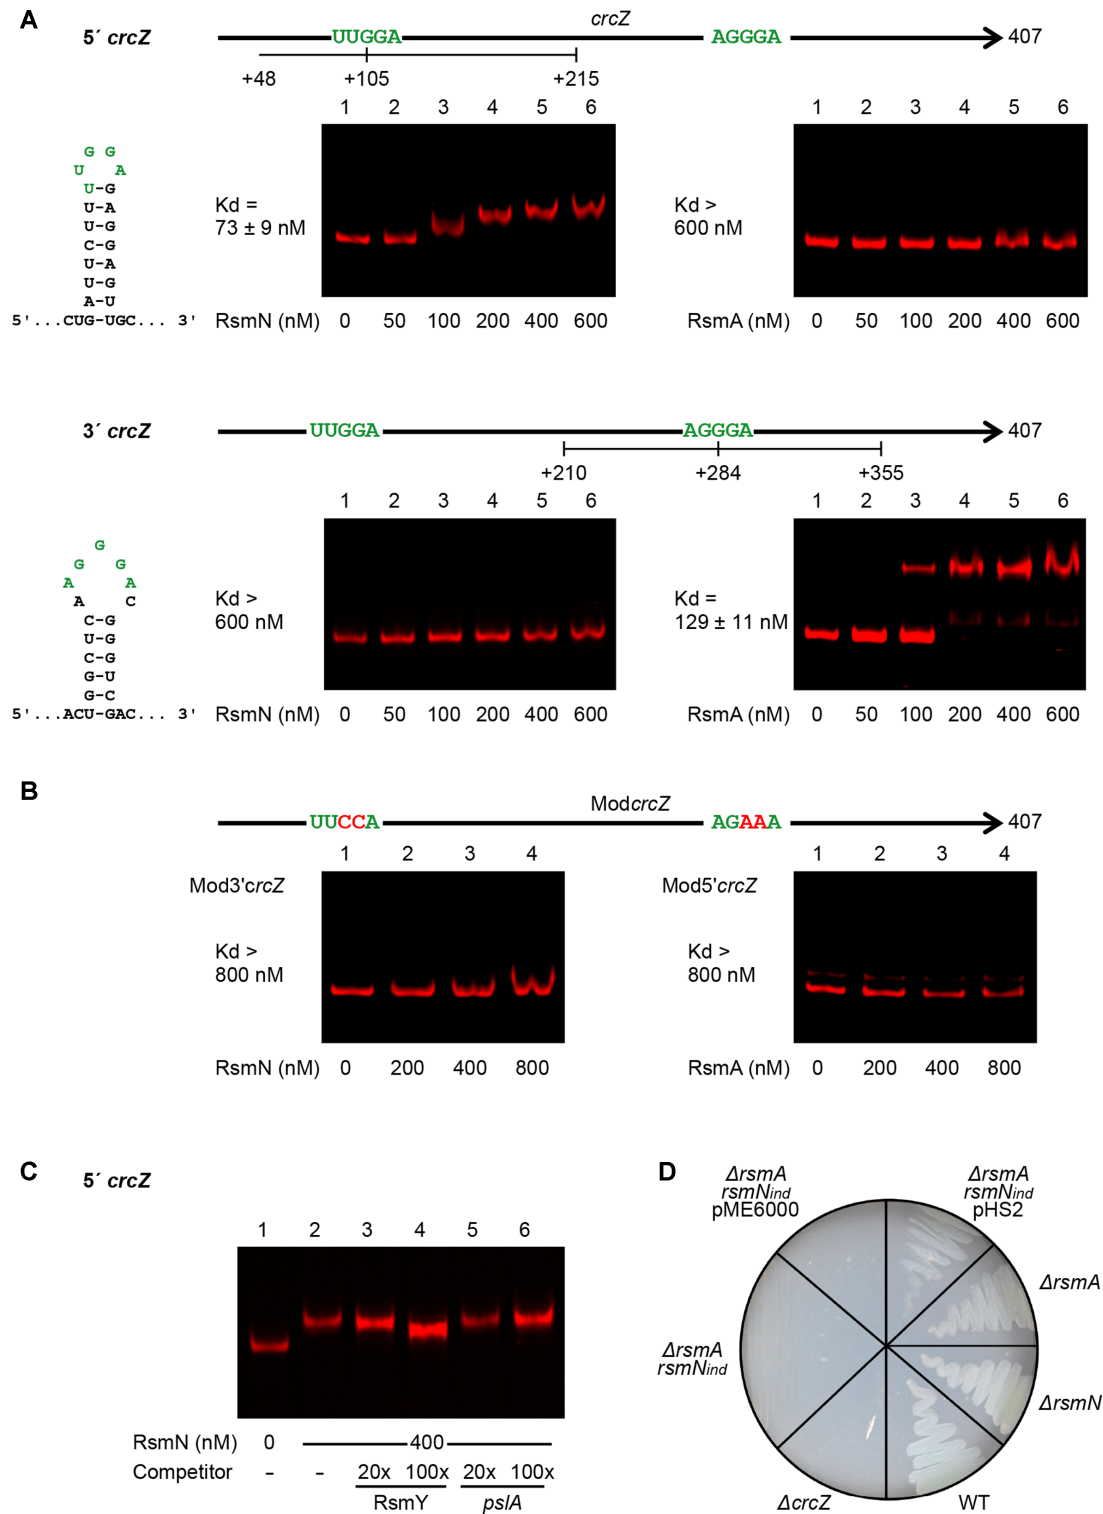 A
5´ crcZ
crcZ
UUGGA
AGGGA
407
+48
+105
+215
1 2 3 4 5 6
1 2 3 4 5 6
G G
U A
U-G
U-A
U-G
C-G
U-A
U-G
A-U
5'...CUG-UGC... 3'
Kd =
73 ± 9 nM
Kd >
600 nM
RsmN (nM) 0 50 100 200 400 600
RsmA (nM) 0 50 100 200 400 600
3´ crcZ
UUGGA
AGGGA
407
+210
+284
+355
1 2 3 4 5 6
1 2 3 4 5 6
G
G G
A A
A C
C-G
U-G
C-G
G-U
G-C
5'...ACU-GAC... 3'
Kd >
600 nM
Kd =
129 ± 11 nM
RsmN (nM) 0 50 100 200 400 600
RsmA (nM) 0 50 100 200 400 600
B
ModcrcZ
UUCCA
AGAAA
407
1 2 3 4
1 2 3 4
Mod3'crcZ
Mod5'crcZ
Kd >
800 nM
Kd >
800 nM
RsmN (nM) 0 200 400 800
RsmA (nM) 0 200 400 800
C
5´ crcZ
1 2 3 4 5 6
RsmN (nM) 0 400
Competitor - - 20x 100x 20x 100x
RsmY pslA
D
ΔrsmA
rsmNind
pME6000
ΔrsmA
rsmNind
pHS2
ΔrsmA
ΔrsmA
rsmNind
ΔrsmN
ΔcrcZ
WT